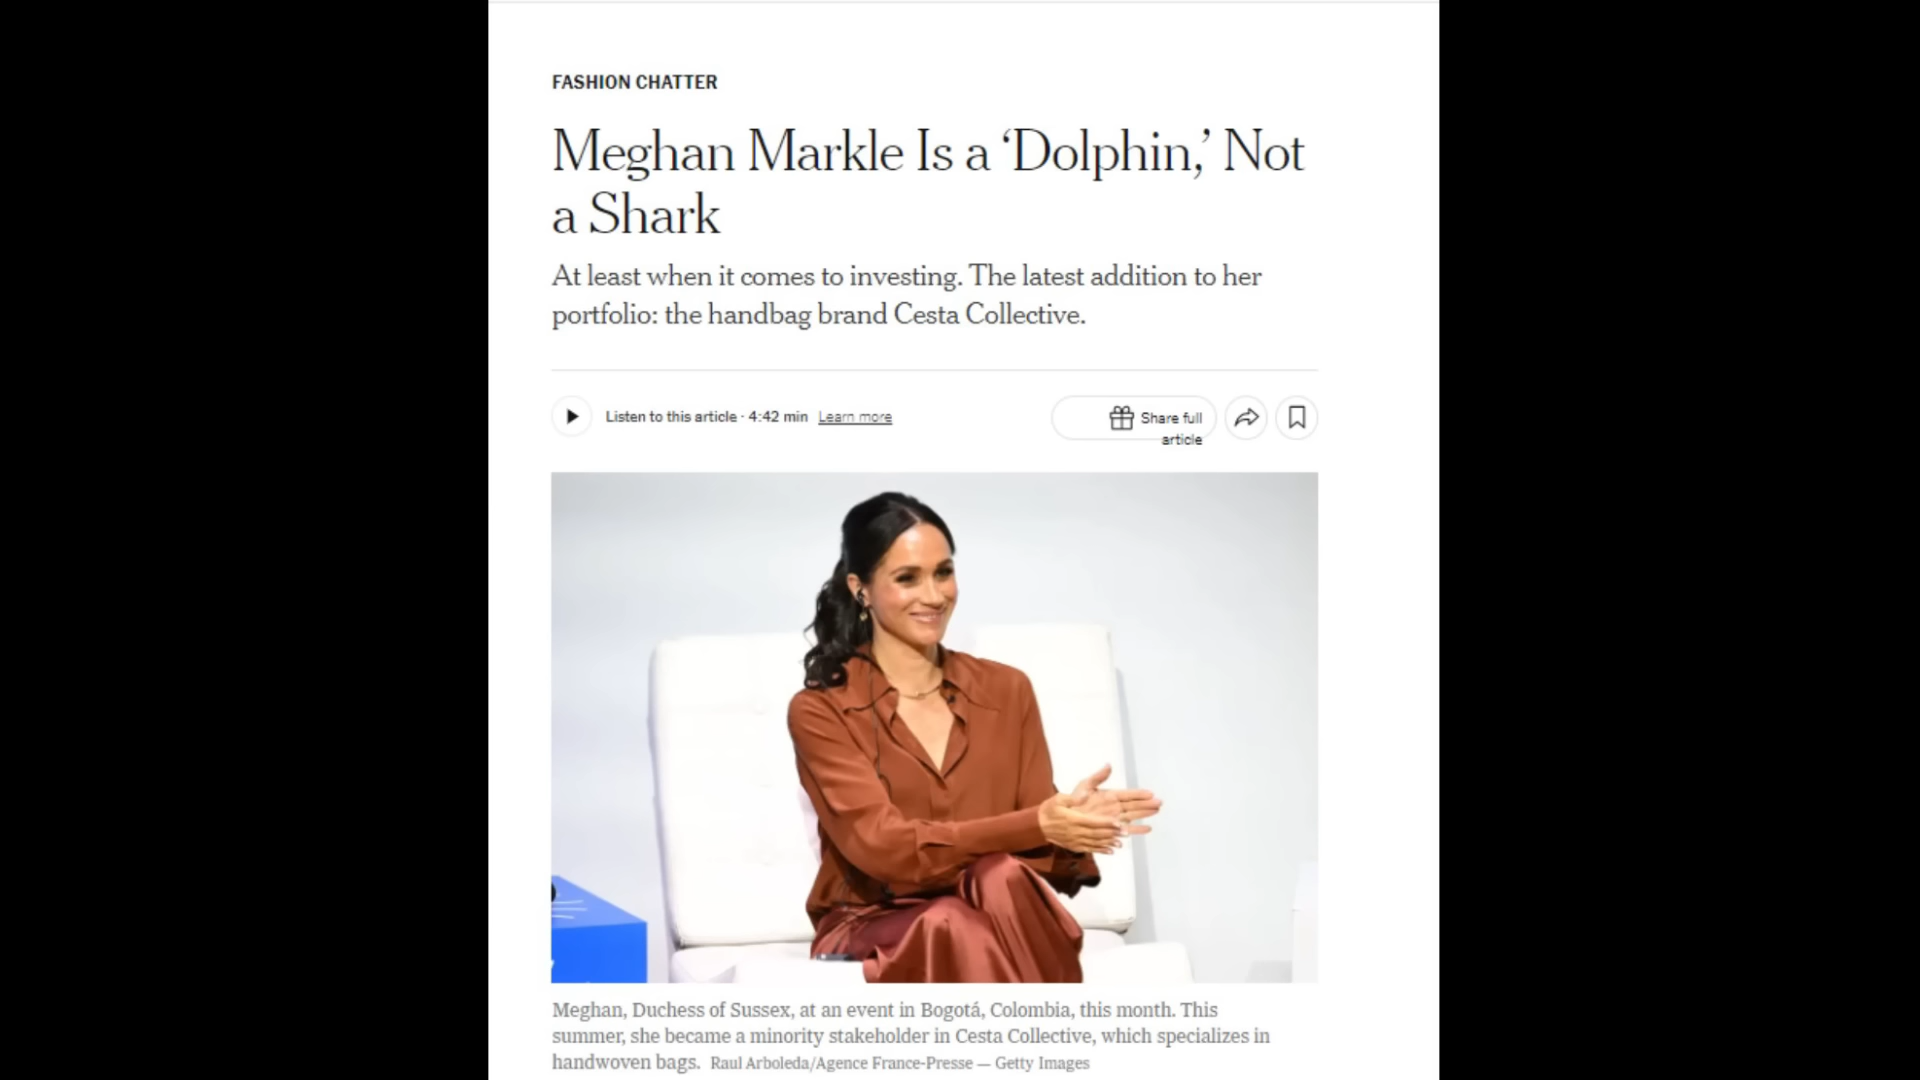 FASHION CHATTER
Meghan Markle Is a ‘Dolphin,’ Not
a Shark
At least when it comes to investing. The latest addition to her
portfolio: the handbag brand Cesta Collective.
Listen to this article · 4:42 min Learn more
Share full
article
Meghan, Duchess of Sussex, at an event in Bogotá, Colombia, this month. This
summer, she became a minority stakeholder in Cesta Collective, which specializes in
handwoven bags. Raul Arboleda/Agence France-Presse — Getty Images